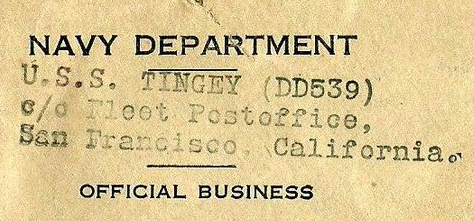 NAVY DEPARTMENT
U.S.S. TINGEY (DD539)
c/o Fleet Postoffice,
San Francisco, California.
OFFICIAL BUSINESS